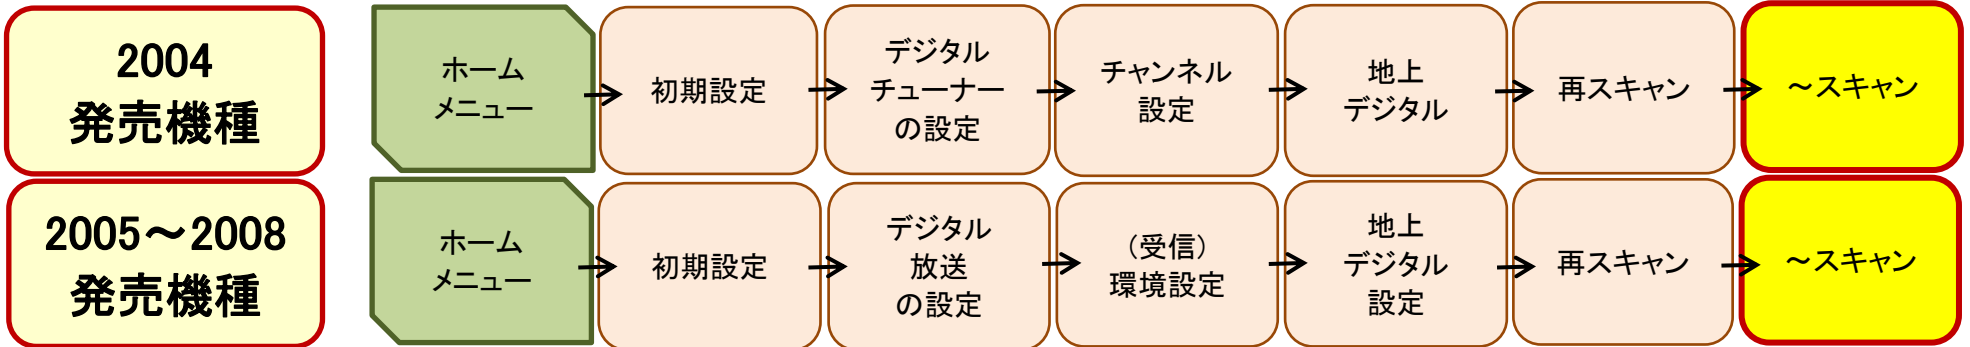 2004
発売機種
ホーム
メニュー
初期設定
デジタル
チューナー
の設定
チャンネル
設定
地上
デジタル
再スキャン
～スキャン
2005～2008
発売機種
ホーム
メニュー
初期設定
デジタル
放送
の設定
（受信）
環境設定
地上
デジタル
設定
再スキャン
～スキャン